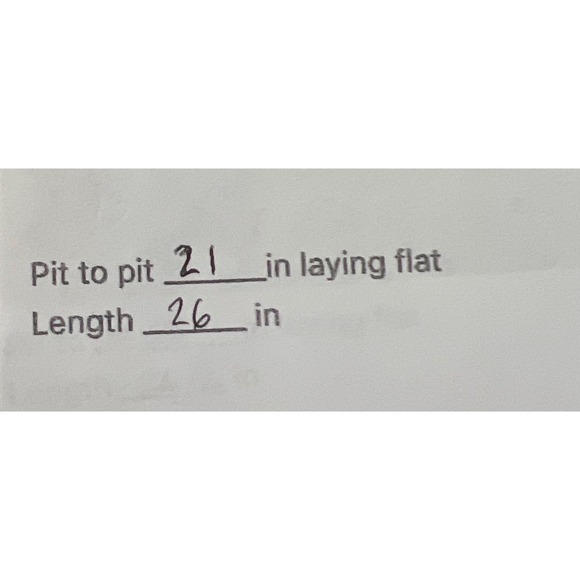 Pit to pit 21 in laying flat
Length 26 in